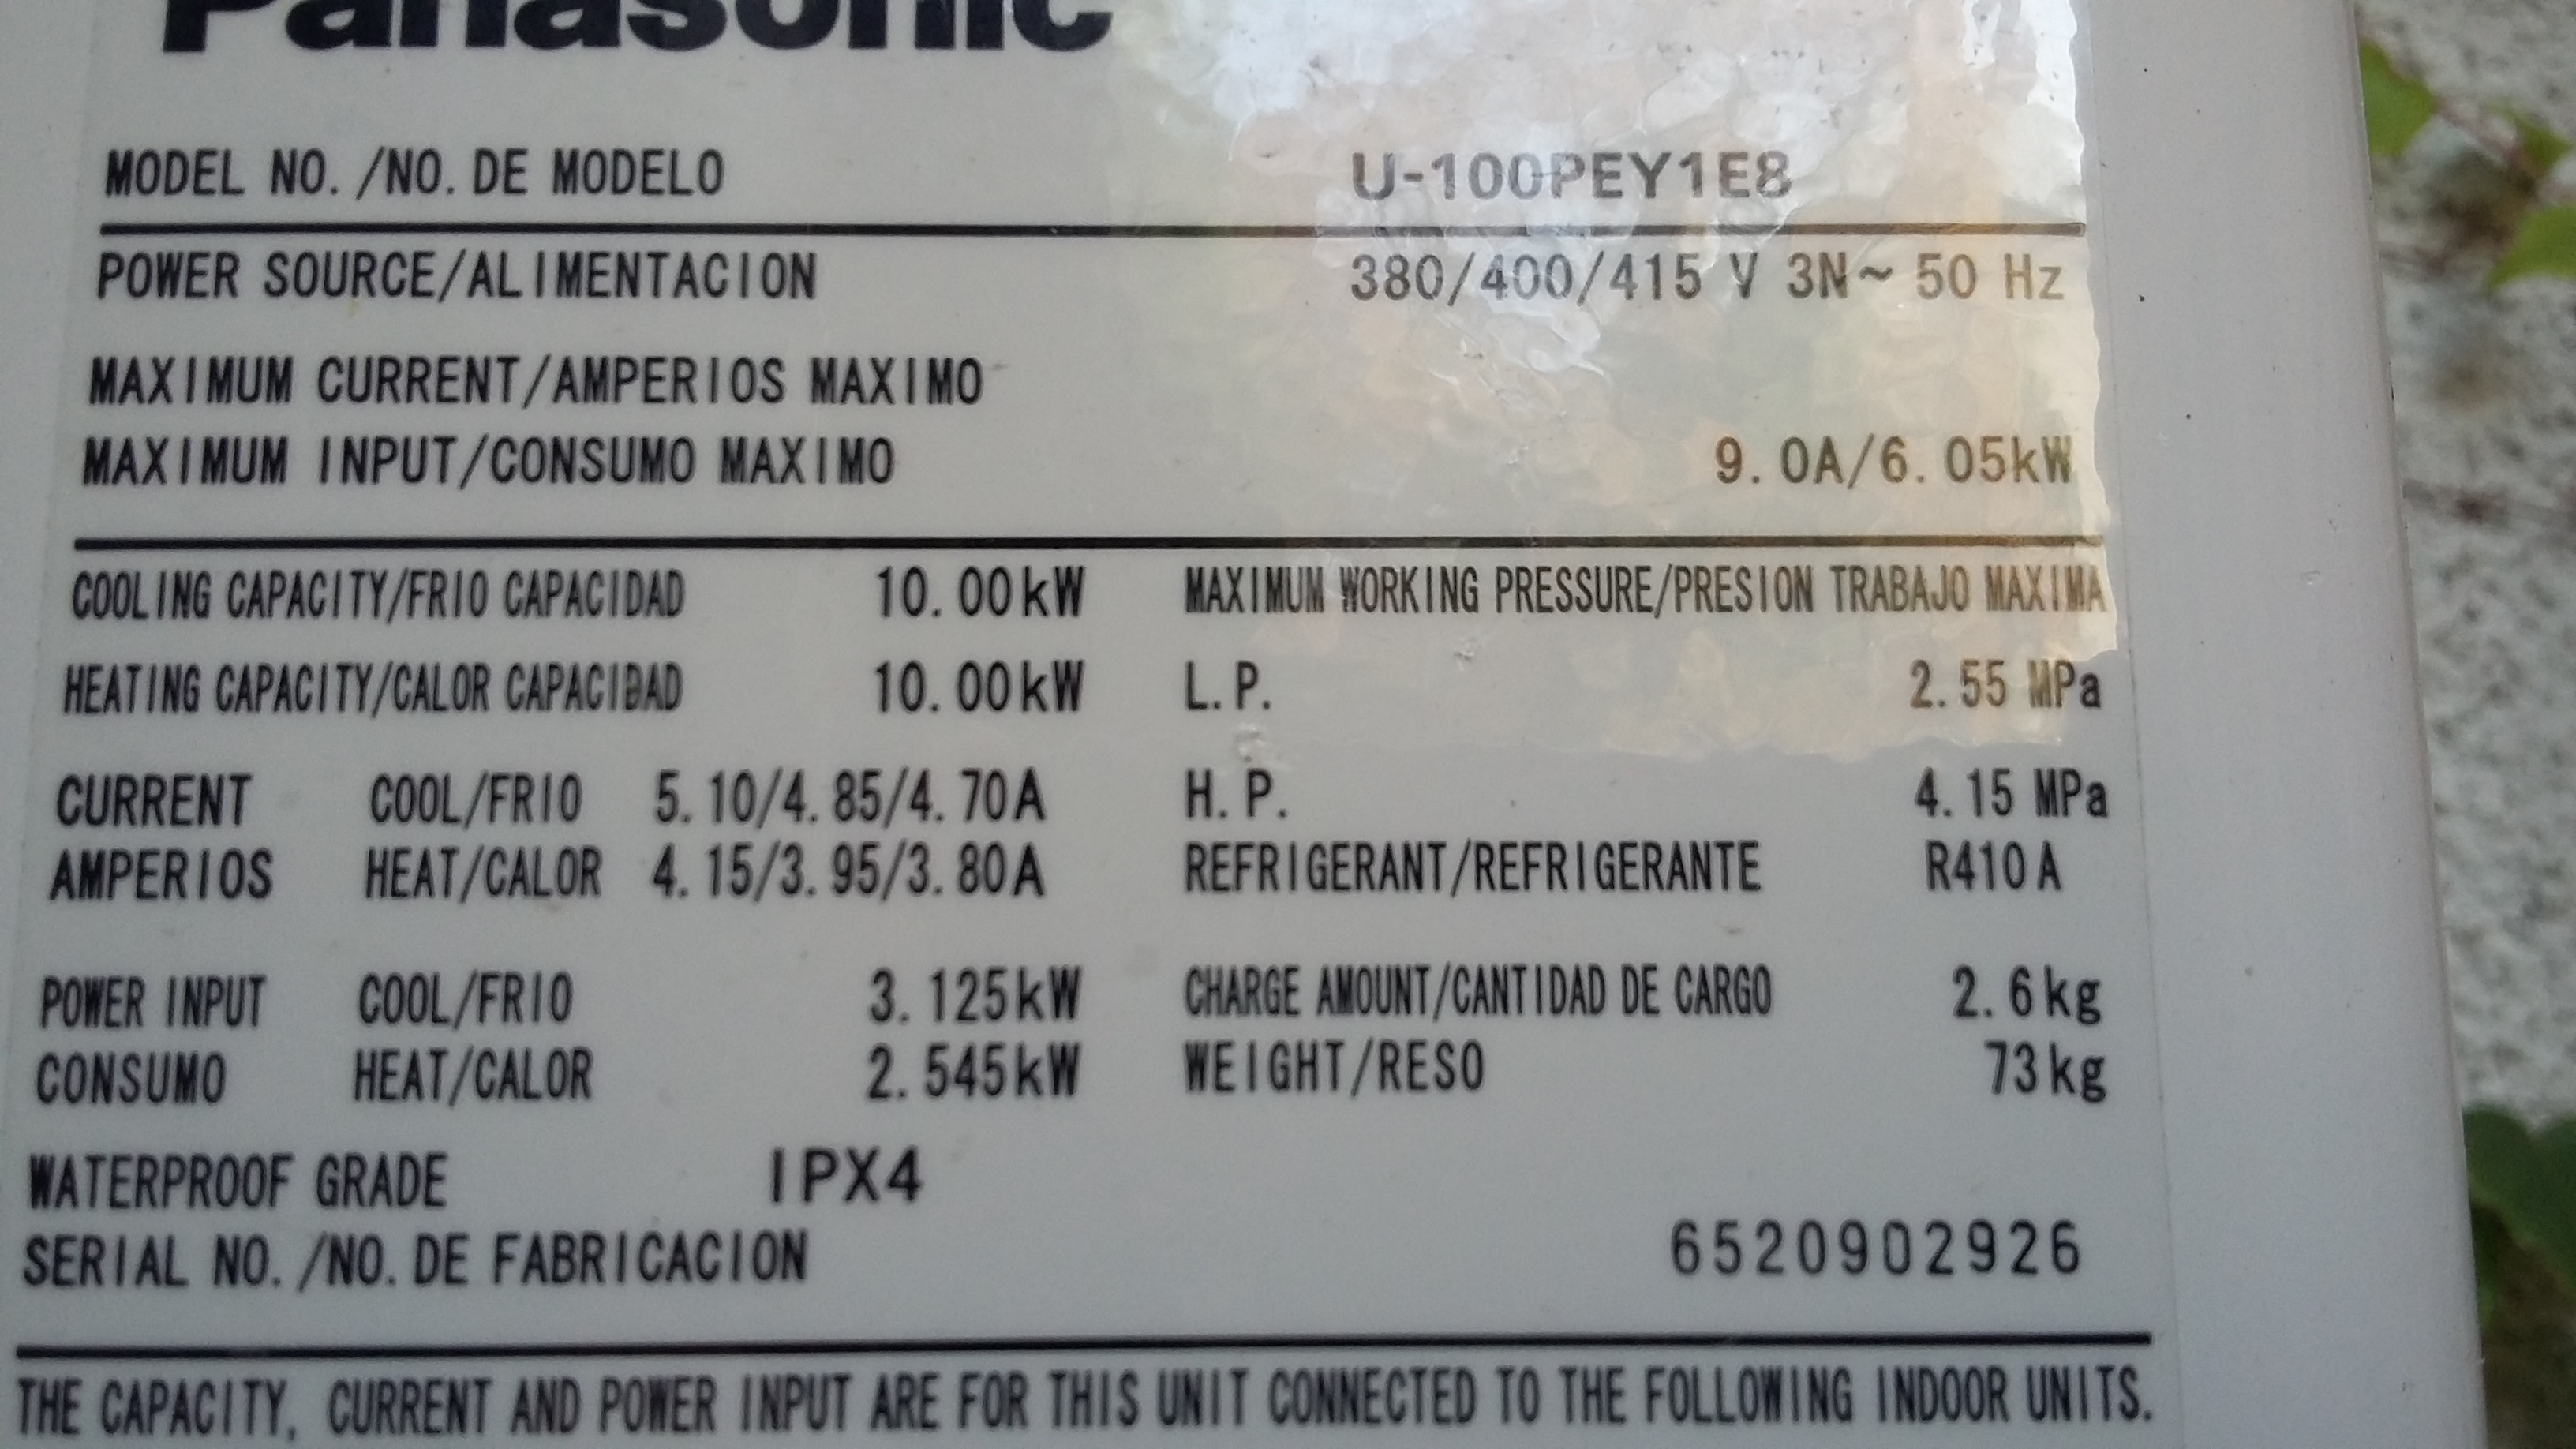 Panasonic
MODEL NO./NO. DE MODELO U-100PEY1E8
POWER SOURCE/ALIMENTACION 380/400/415 V 3N~ 50 Hz
MAXIMUM CURRENT/AMPERIOS MAXIMO
MAXIMUM INPUT/CONSUMO MAXIMO 9.0A/6.05kW
COOLING CAPACITY/FRIO CAPACIDAD 10.00kW MAXIMUM WORKING PRESSURE/PRESION TRABAJO MAXIMA
HEATING CAPACITY/CALOR CAPACIDAD 10.00kW L.P. 2.55 MPa
CURRENT COOL/FRIO 5.10/4.85/4.70A H.P. 4.15 MPa
AMPERIOS HEAT/CALOR 4.15/3.95/3.80A REFRIGERANT/REFRIGERANTE R410A
POWER INPUT COOL/FRIO 3.125kW CHARGE AMOUNT/CANTIDAD DE CARGO 2.6kg
CONSUMO HEAT/CALOR 2.545kW WEIGHT/RESO 73kg
WATERPROOF GRADE IPX4
SERIAL NO./NO. DE FABRICACION 6520902926
THE CAPACITY, CURRENT AND POWER INPUT ARE FOR THIS UNIT CONNECTED TO THE FOLLOWING INDOOR UNITS.